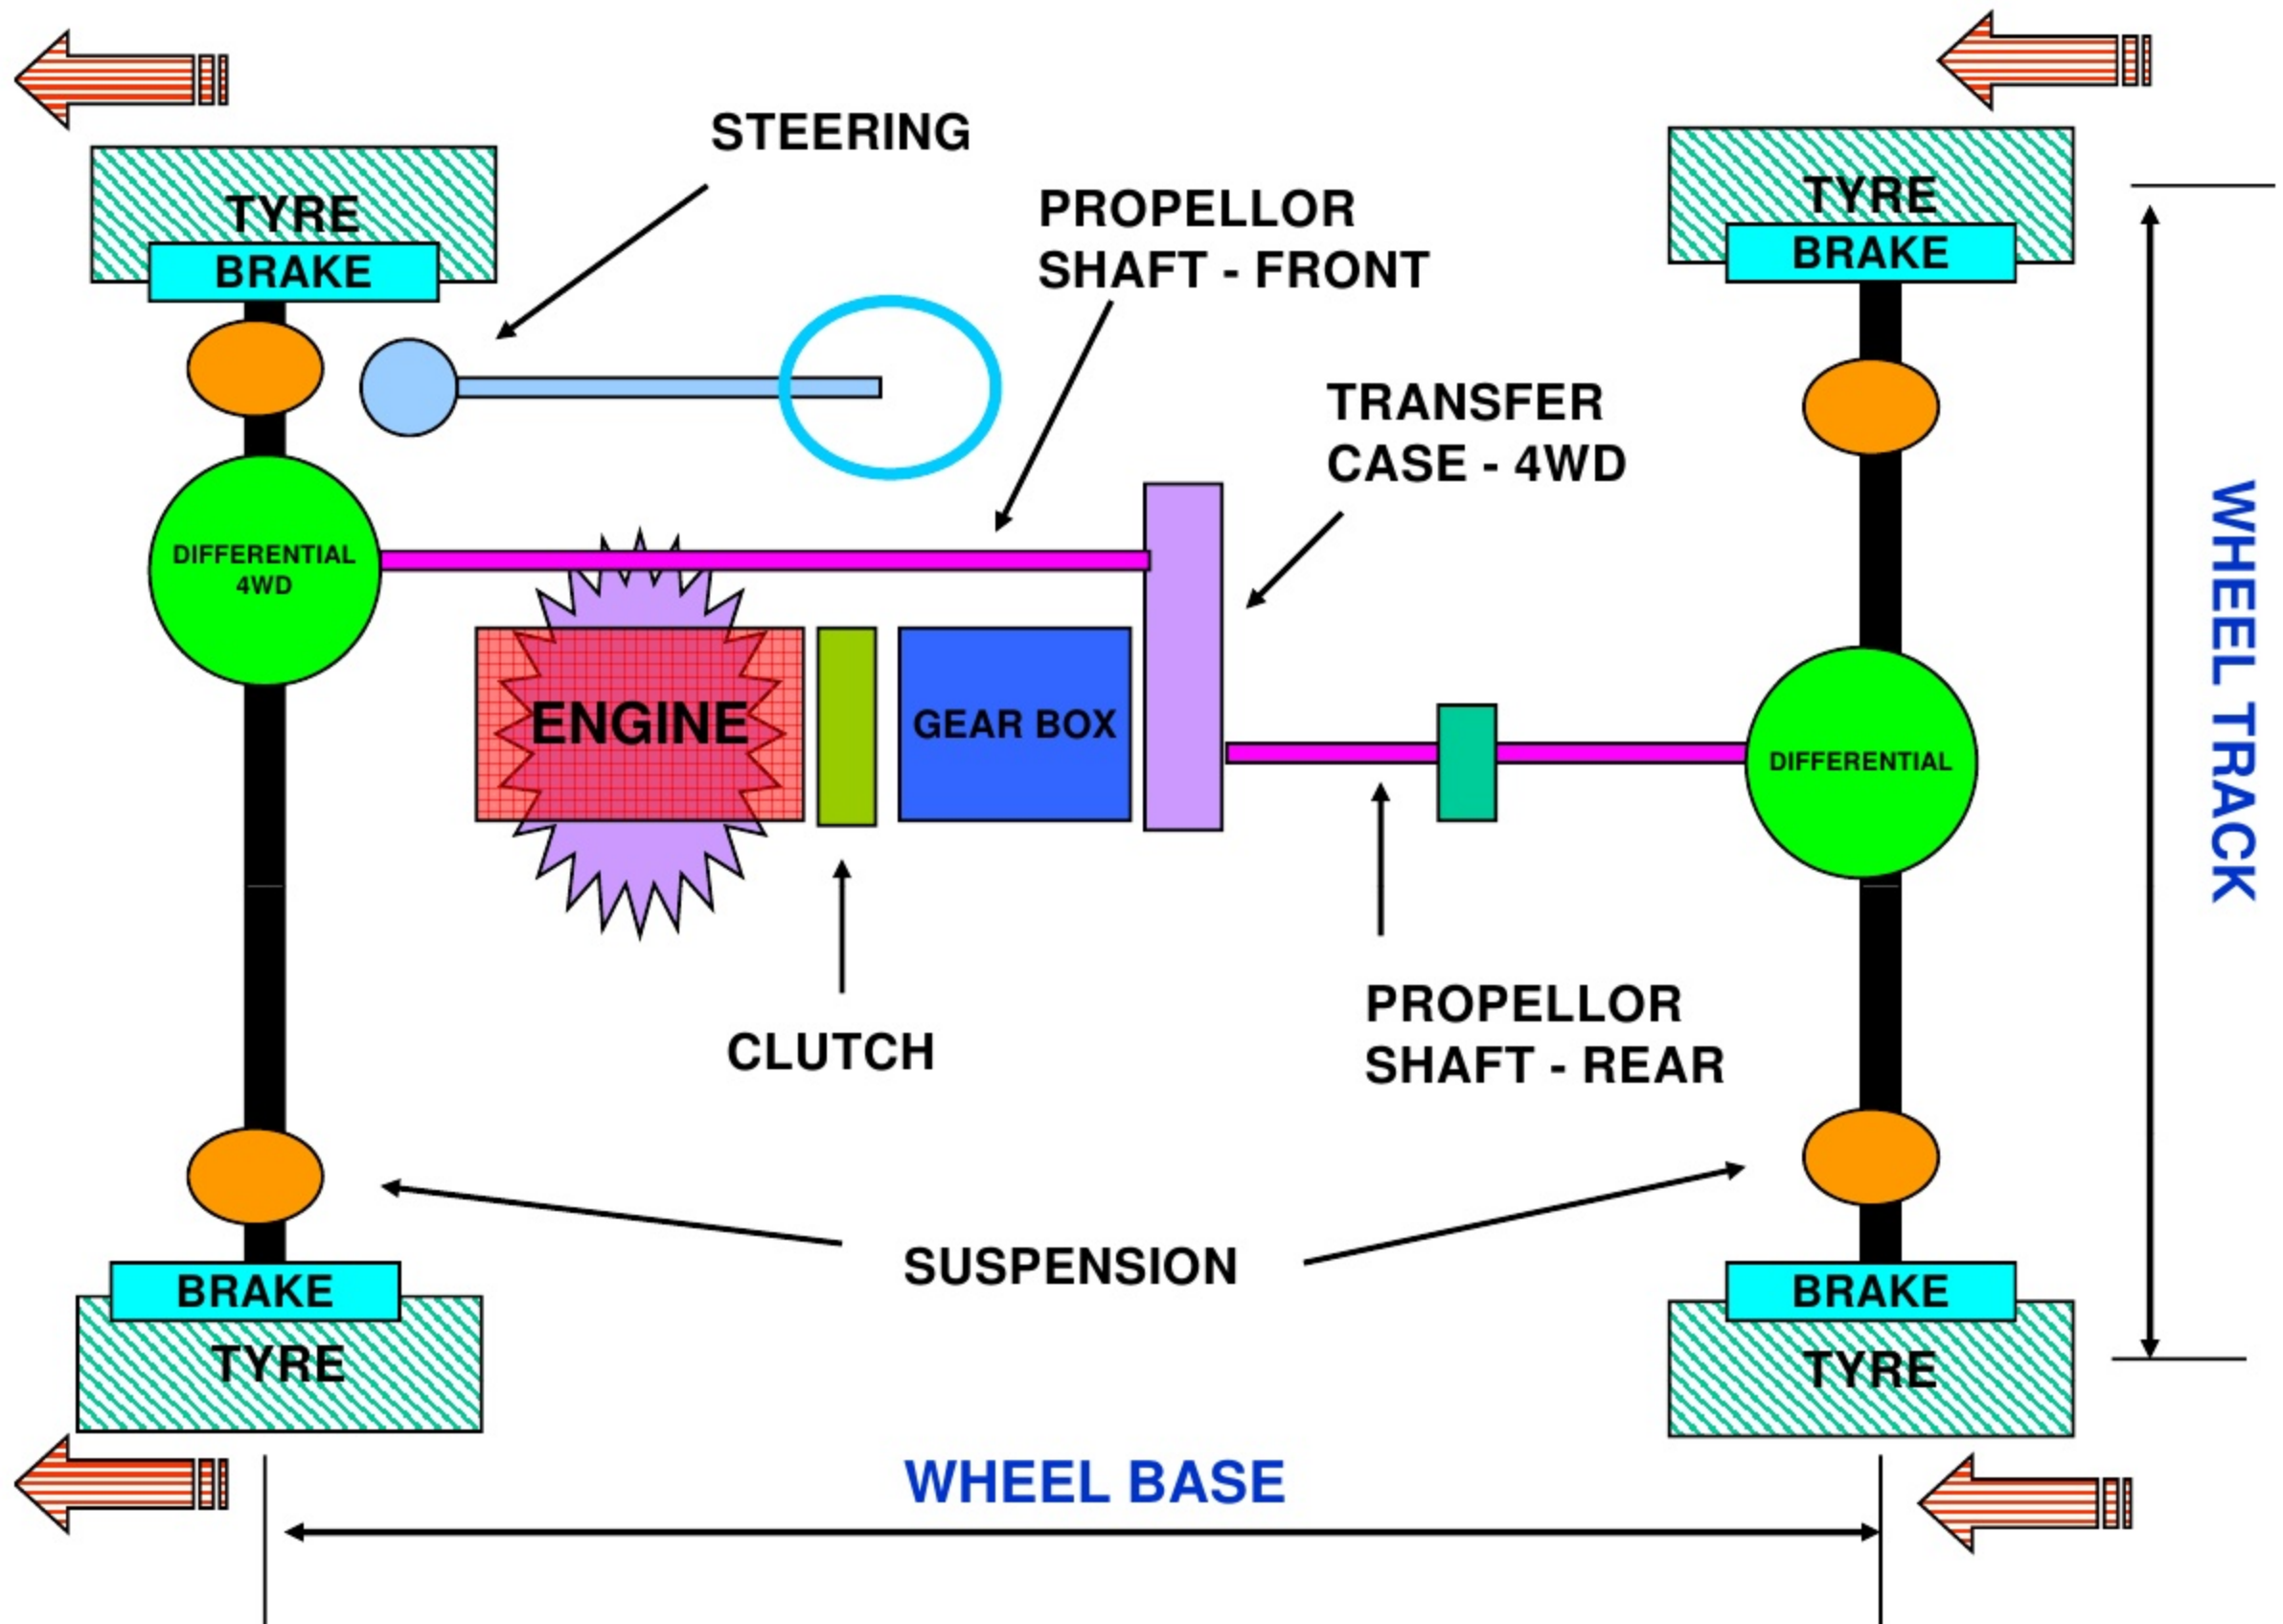 STEERING
TYRE
BRAKE
PROPELLOR
SHAFT - FRONT
TYRE
BRAKE
TRANSFER
CASE - 4WD
DIFFERENTIAL
4WD
ENGINE
GEAR BOX
DIFFERENTIAL
WHEEL TRACK
CLUTCH
PROPELLOR
SHAFT - REAR
SUSPENSION
BRAKE
TYRE
BRAKE
TYRE
WHEEL BASE